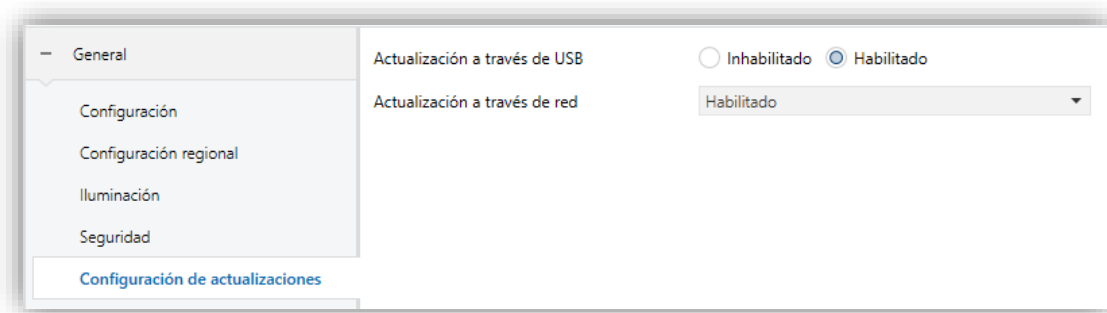 General
Configuración
Configuración regional
Iluminación
Seguridad
Configuración de actualizaciones
Actualización a través de USB Inhabilitado Habilitado
Actualización a través de red Habilitado